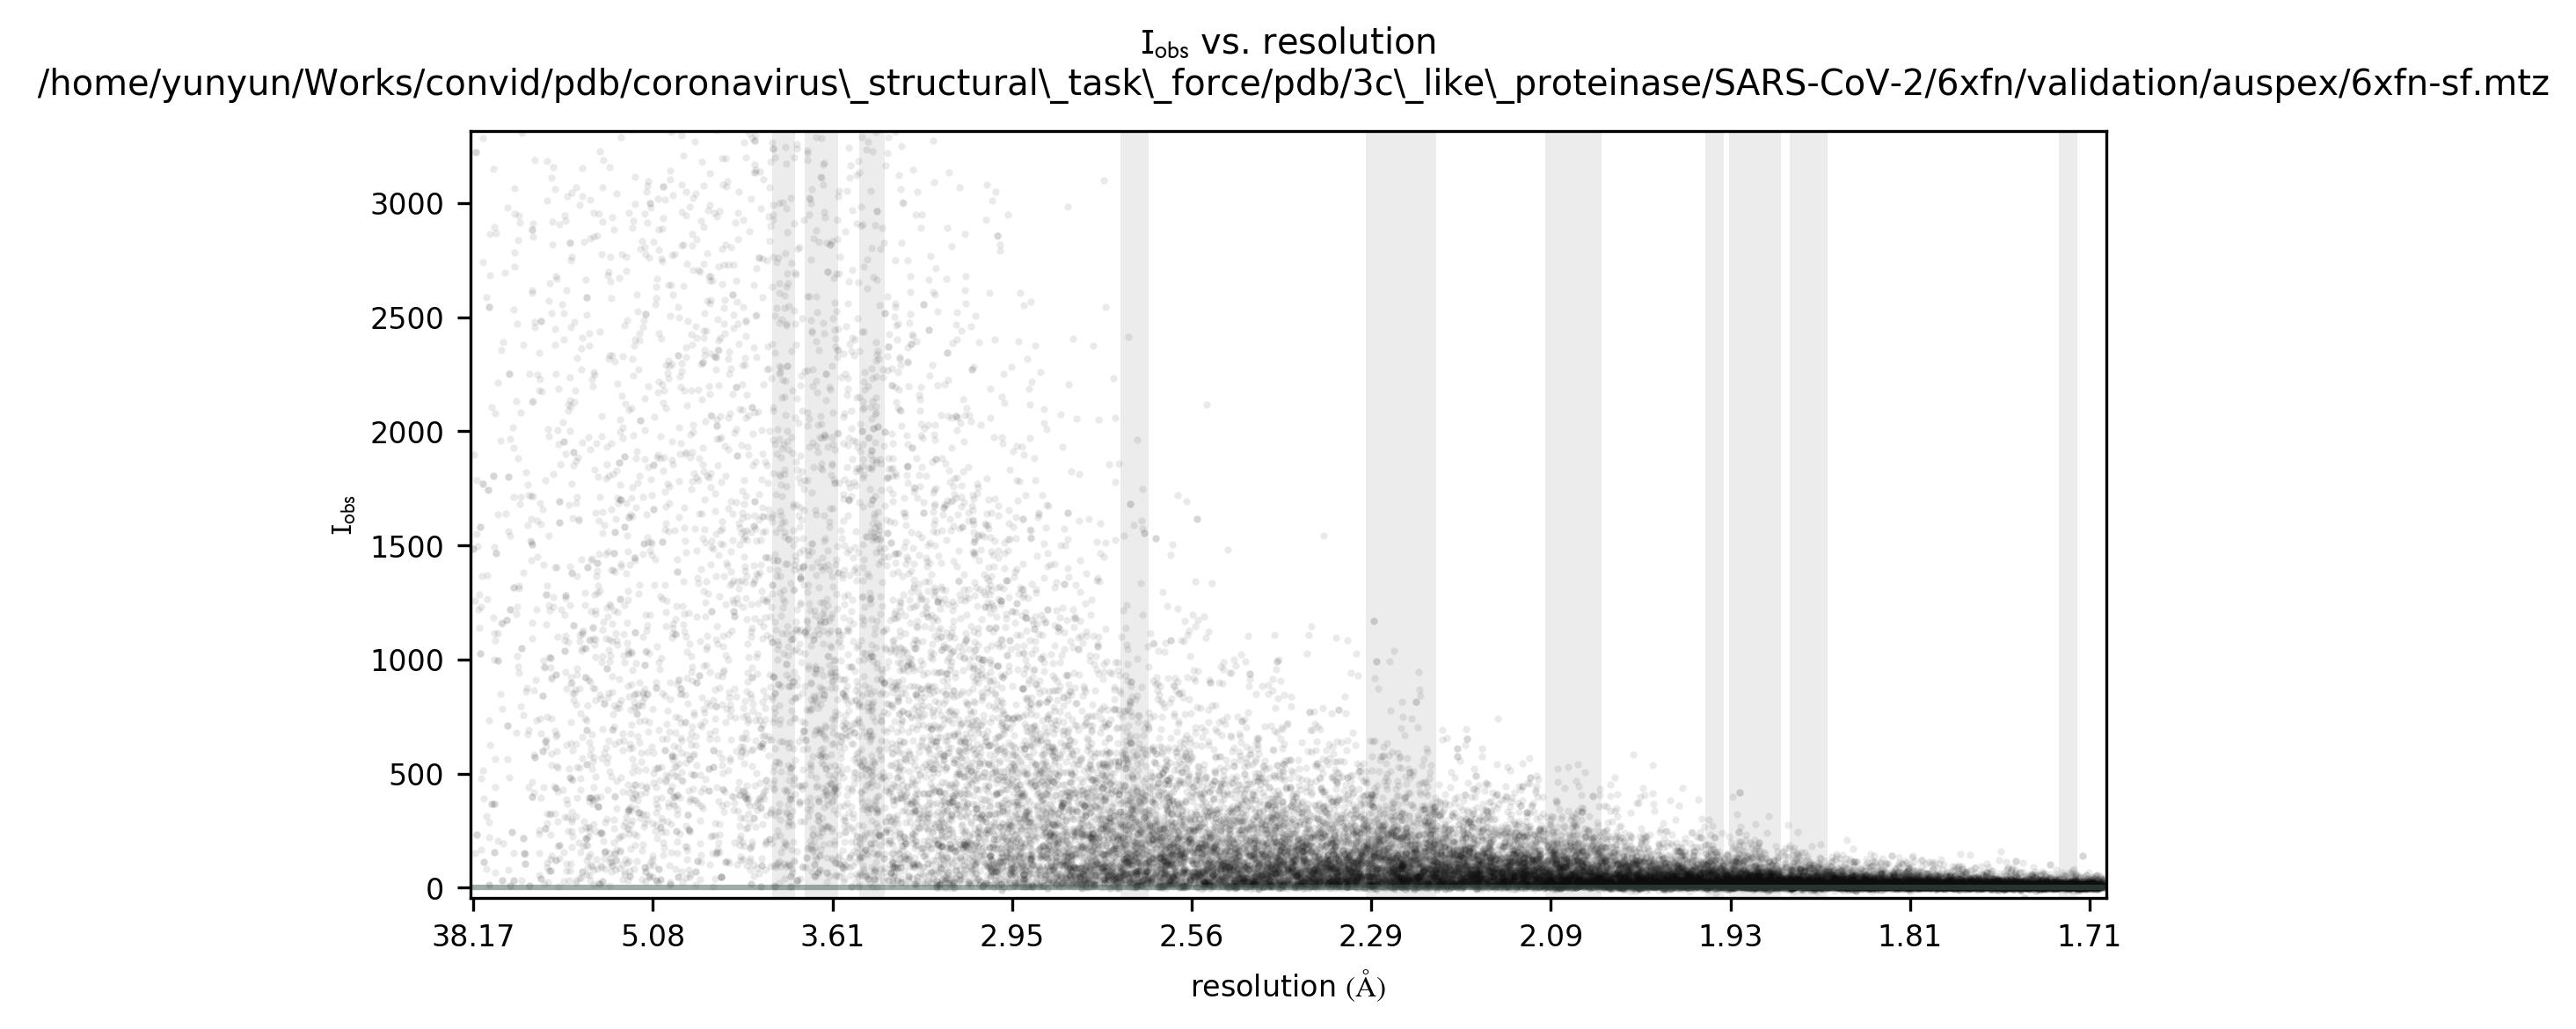 I_obs vs. resolution
/home/yunyun/Works/convid/pdb/coronavirus\_structural\_task\_force/pdb/3c\_like\_proteinase/SARS-CoV-2/6xfn/validation/auspex/6xfn-sf.mtz
I_obs
3000
2500
2000
1500
1000
500
0
38.17 5.08 3.61 2.95 2.56 2.29 2.09 1.93 1.81 1.71
resolution (Å)